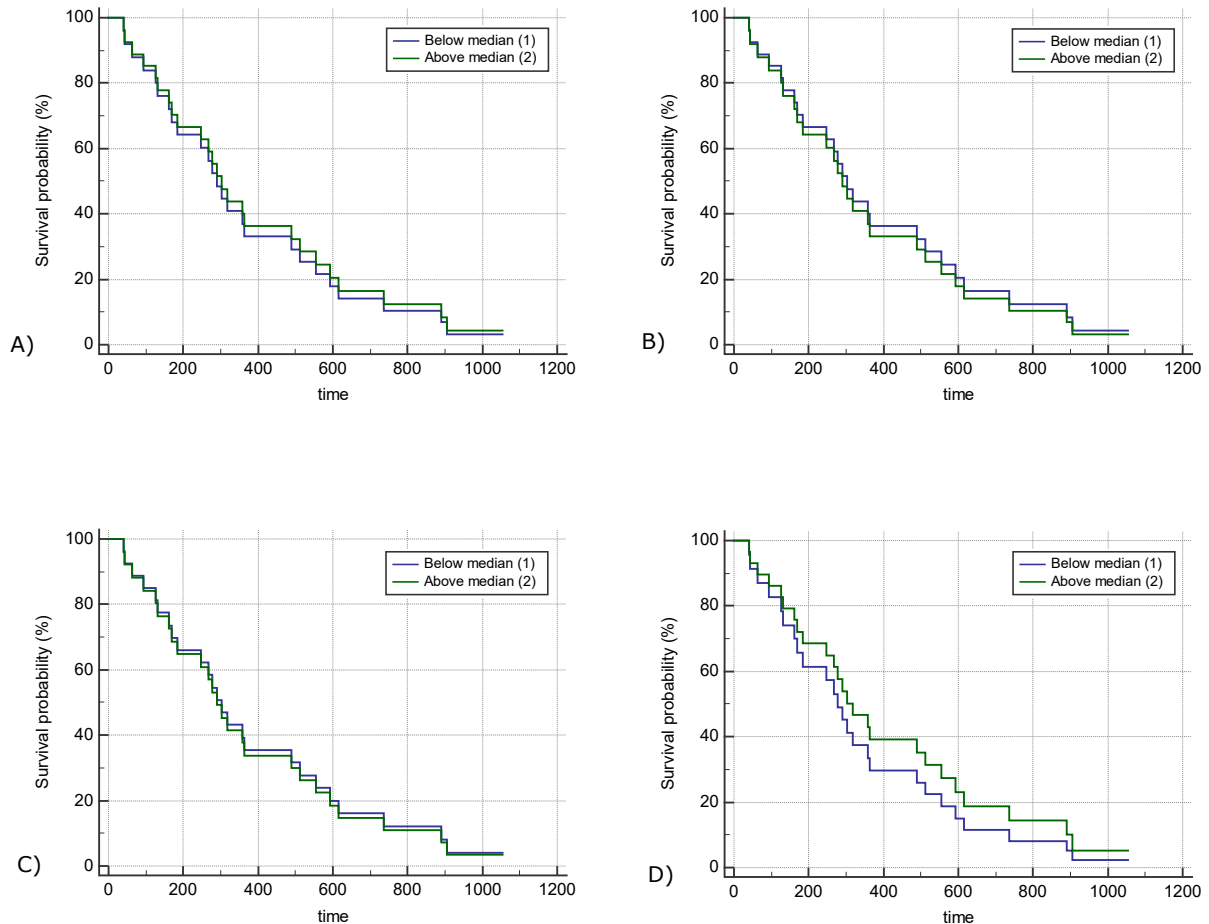 Below median (1)
Above median (2)
100
80
60
40
20
0
Survival probability (%)
0 200 400 600 800 1000 1200
time
A)
Below median (1)
Above median (2)
100
80
60
40
20
0
Survival probability (%)
0 200 400 600 800 1000 1200
time
B)
Below median (1)
Above median (2)
100
80
60
40
20
0
Survival probability (%)
0 200 400 600 800 1000 1200
time
C)
Below median (1)
Above median (2)
100
80
60
40
20
0
Survival probability (%)
0 200 400 600 800 1000 1200
time
D)